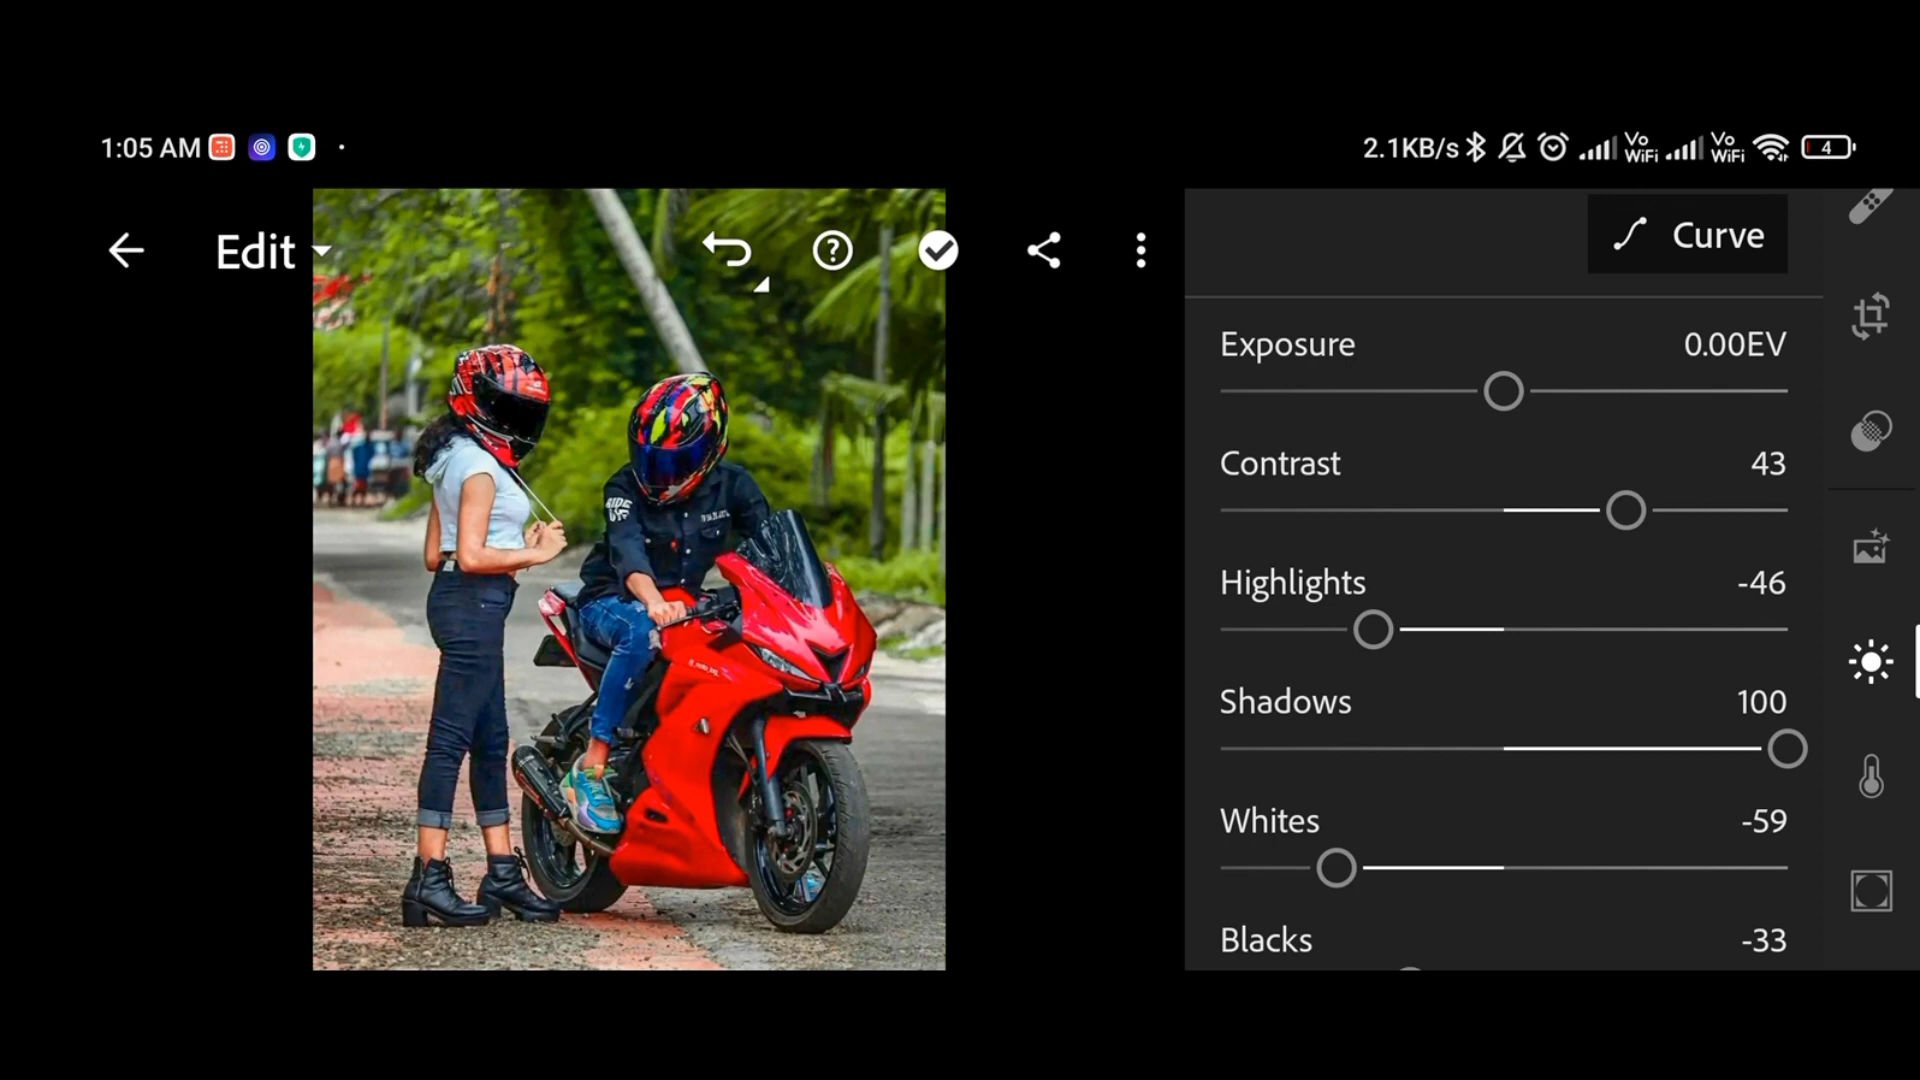 1:05 AM
2.1KB/s
Vo
WiFi
Vo
WiFi
4
Edit
?
Curve
Exposure
0.00EV
Contrast
43
Highlights
-46
Shadows
100
Whites
-59
Blacks
-33
RIDE